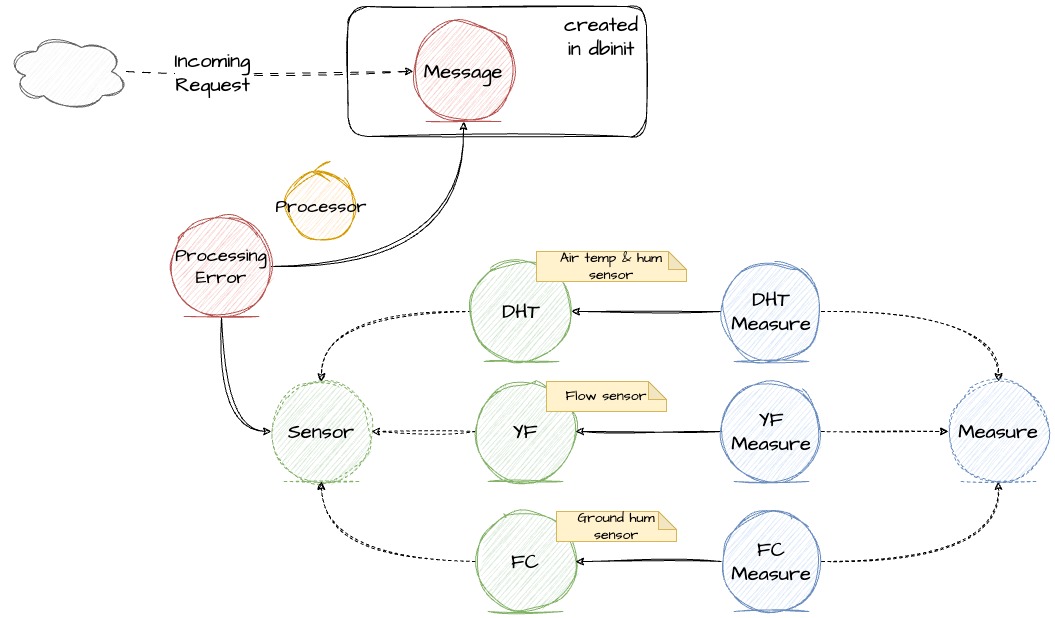 created
in dbinit
Incoming
Request
Message
Processor
Processing
Error
Air temp & hum
sensor
DHT
DHT
Measure
Flow sensor
Sensor
YF
YF
Measure
Measure
Ground hum
sensor
FC
FC
Measure